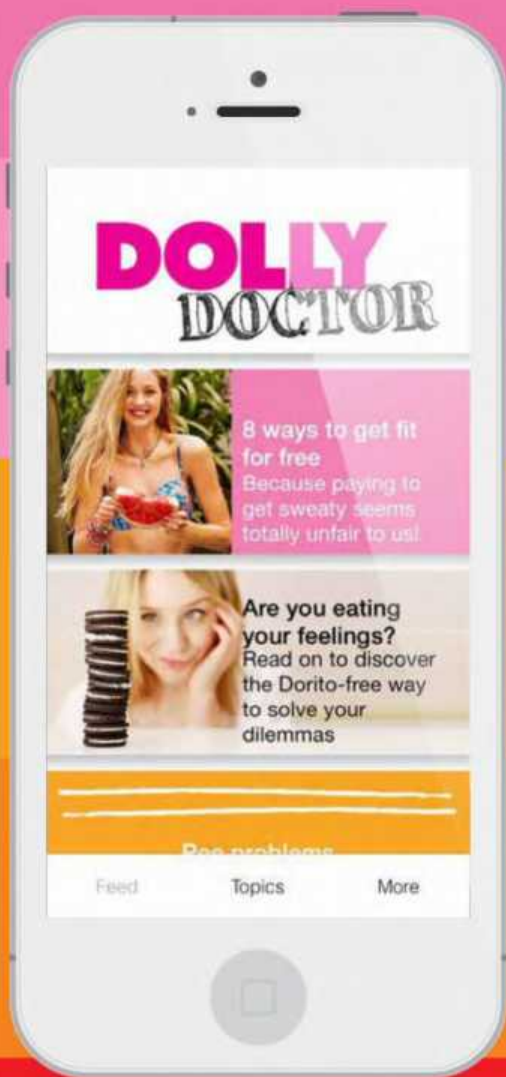 DOLLY
DOCTOR
8 ways to get fit
for free
Because paying to
get sweaty seems
totally unfair to us!
Are you eating
your feelings?
Read on to discover
the Dorito-free way
to solve your
dilemmas
Pee problems
Feed
Topics
More